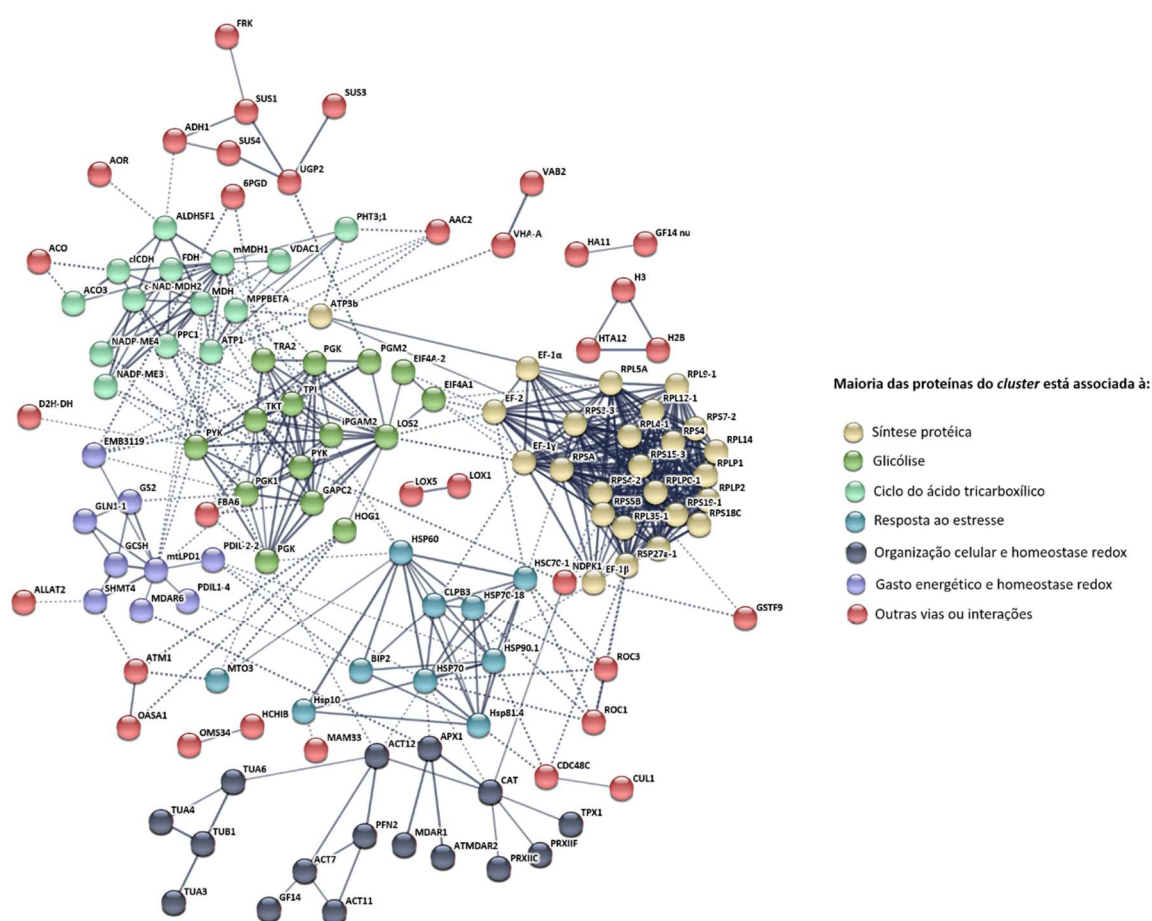 FRK
SUS1
SUS3
ADH1
SUS4
AOR
UGP2
6PGD
VAB2
ALDH5F1
PHT3;1
AAC2
VHA-A
GF14 nu
HA11
ACO
cICDH
FDH
mMDH1
VDAC1
ACO3
c-NAD-MDH2
MDH
MPPBETA
ATP3b
H3
HTA12
H2B
NADP-ME4
PPC1
ATP1
NADP-ME3
TRA2
PGK
PGM2
EIF4A-2
EIF4A1
EF-1α
RPL5A
RPL9-1
D2H-DH
TPI
TKT
iPGAM2
LOS2
EF-2
RPL12-1
RPS3-3
RPL4-1
RPS4
RPS7-2
EMB3119
PYK
PYK
EF-1γ
RPSA
RPS15-3
RPL14
RPLP1
GS2
PGK1
GAPC2
LOX5
LOX1
RPS4-2
RPLP0-1
RPLP2
GLN1-1
FBA6
HOG1
RPS5B
RPS19-1
RPL35-1
RPS18C
GCSH
mtLPD1
PDIL-2-2
PGK
HSP60
HSC70-1
NDPK1
EF-1β
RSP27a-1
ALLAT2
SHMT4
MDAR6
PDIL1-4
CLPB3
HSP70-18
GSTF9
ATM1
MTO3
BIP2
HSP70
HSP90.1
ROC3
OASA1
OMS34
HCHIB
Hsp10
MAM33
Hsp81.4
ROC1
ACT12
APX1
CAT
CDC48C
CUL1
TUA6
TUA4
TUB1
TUA3
PFN2
ACT7
GF14
ACT11
MDAR1
ATMDAR2
PRXIIC
PRXIIF
TPX1
Maioria das proteínas do cluster está associada à:
Síntese protéica
Glicólise
Ciclo do ácido tricarboxílico
Resposta ao estresse
Organização celular e homeostase redox
Gasto energético e homeostase redox
Outras vias ou interações